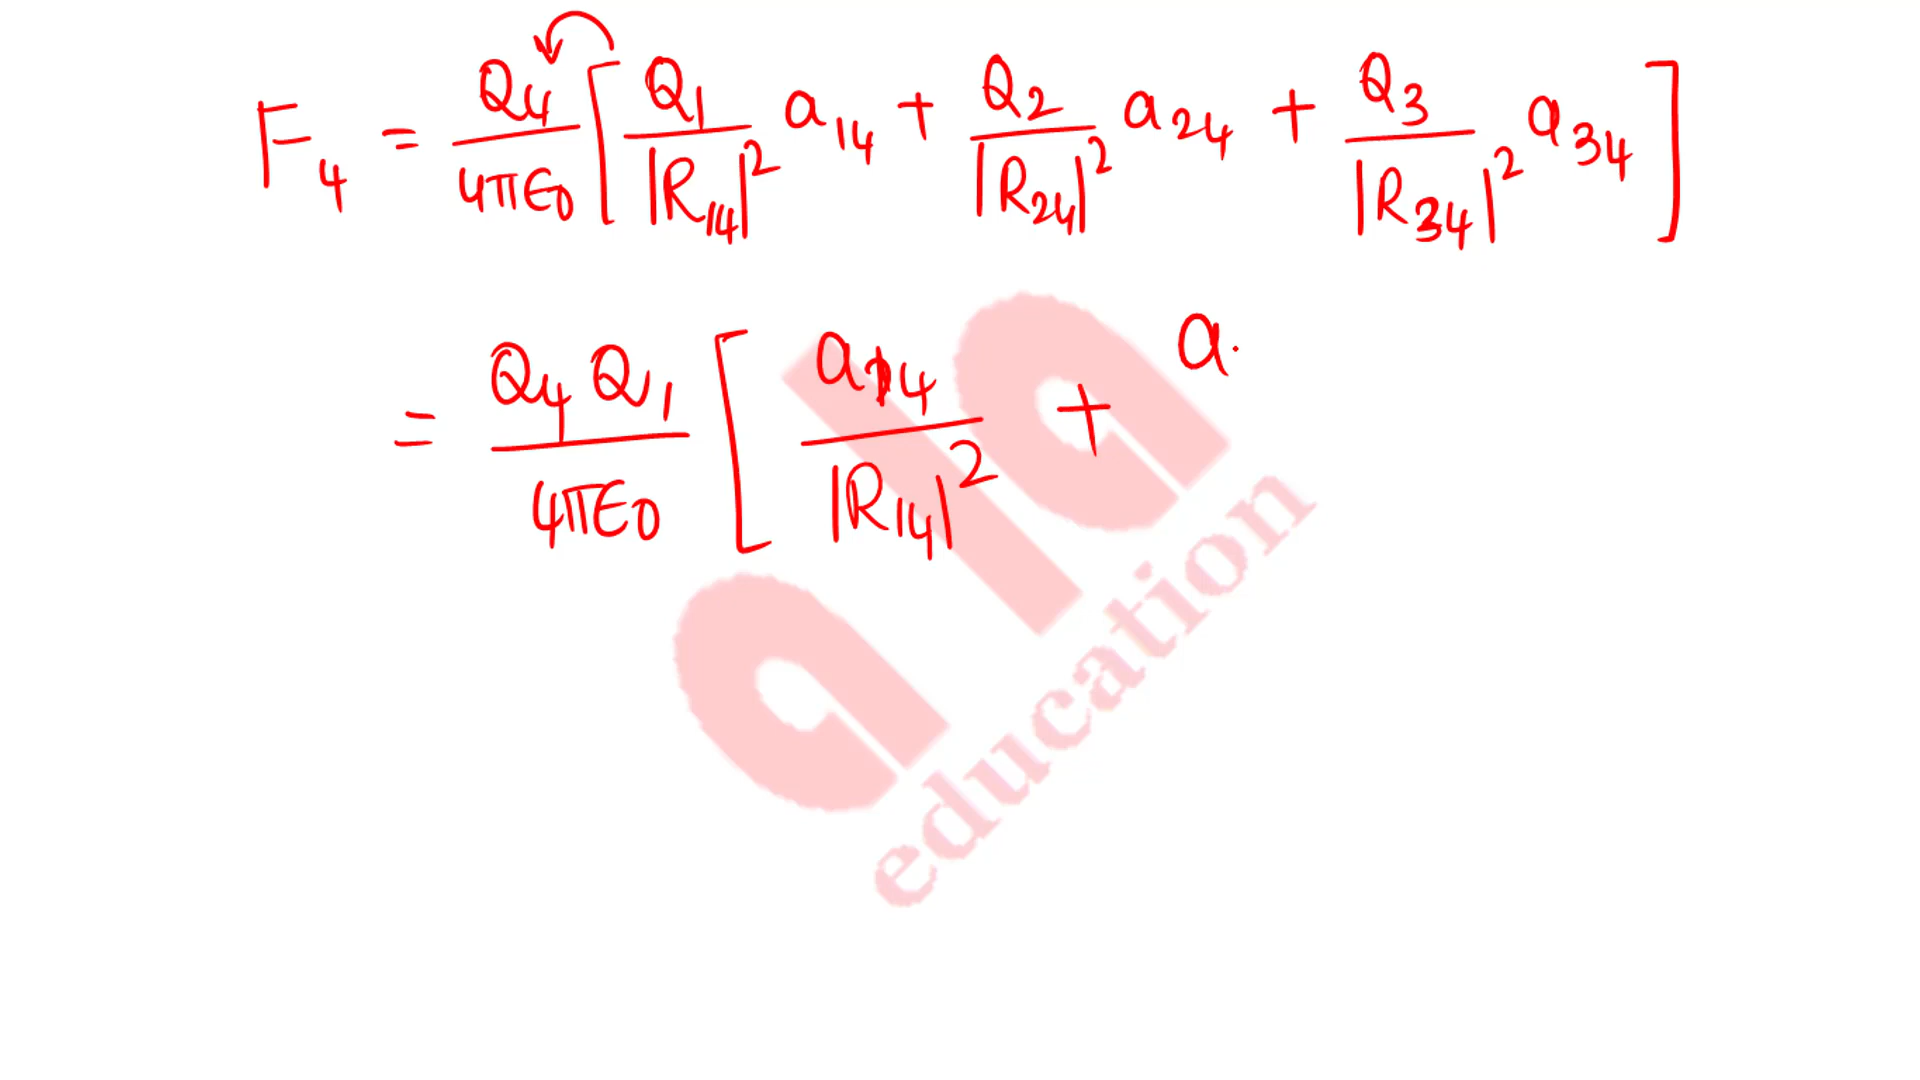 F₄ = Q₄/4πϵ₀ [ Q₁/|R₁₄|² a₁₄ + Q₂/|R₂₄|² a₂₄ + Q₃/|R₃₄|² a₃₄ ]
= Q₄ Q₁/4πϵ₀ [ a₁₄/|R₁₄|² + a.
education